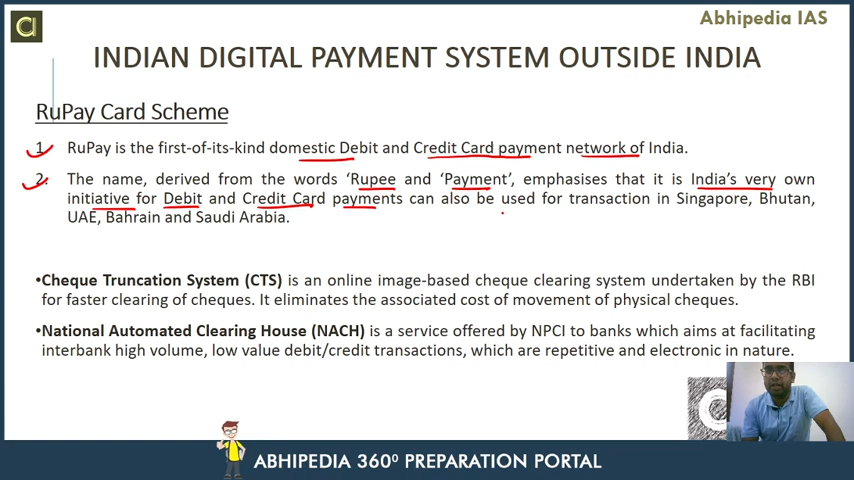 Abhipedia IAS
INDIAN DIGITAL PAYMENT SYSTEM OUTSIDE INDIA
RuPay Card Scheme
1. RuPay is the first-of-its-kind domestic Debit and Credit Card payment network of India.
2. The name, derived from the words ‘Rupee and ‘Payment’, emphasises that it is India’s very own
initiative for Debit and Credit Card payments can also be used for transaction in Singapore, Bhutan,
UAE, Bahrain and Saudi Arabia.
•Cheque Truncation System (CTS) is an online image-based cheque clearing system undertaken by the RBI
for faster clearing of cheques. It eliminates the associated cost of movement of physical cheques.
•National Automated Clearing House (NACH) is a service offered by NPCI to banks which aims at facilitating
interbank high volume, low value debit/credit transactions, which are repetitive and electronic in nature.
ABHIPEDIA 360⁰ PREPARATION PORTAL